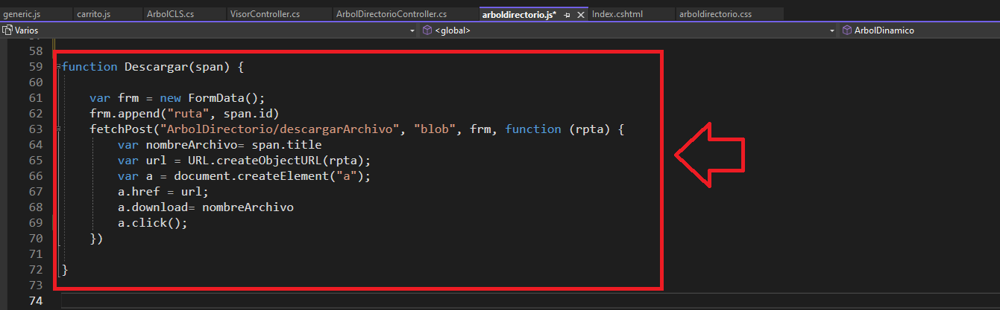 generic.js carrito.js ArbolCLS.cs VisorController.cs ArbolDirectorioController.cs arboldirectorio.js* Index.cshtml arboldirectorio.css
Varios <global> ArbolDinamico
58
59 function Descargar(span) {
60
61 var frm = new FormData();
62 frm.append("ruta", span.id)
63 fetchPost("ArbolDirectorio/descargarArchivo", "blob", frm, function (rpta) {
64 var nombreArchivo= span.title
65 var url = URL.createObjectURL(rpta);
66 var a = document.createElement("a");
67 a.href = url;
68 a.download= nombreArchivo
69 a.click();
70 })
71
72 }
73
74